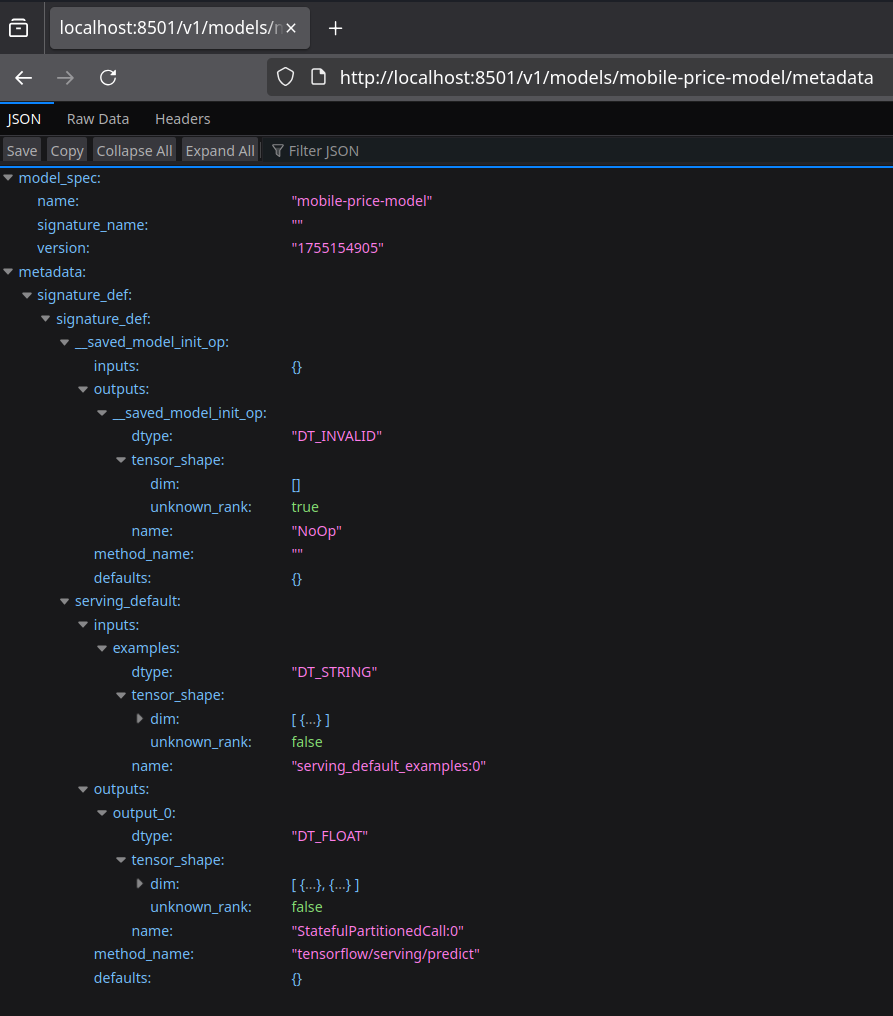 localhost:8501/v1/models/m
http://localhost:8501/v1/models/mobile-price-model/metadata
JSON Raw Data Headers
Save Copy Collapse All Expand All Filter JSON
model_spec:
name: "mobile-price-model"
signature_name: ""
version: "1755154905"
metadata:
signature_def:
signature_def:
__saved_model_init_op:
inputs: {}
outputs:
__saved_model_init_op:
dtype: "DT_INVALID"
tensor_shape:
dim: []
unknown_rank: true
name: "NoOp"
method_name: ""
defaults: {}
serving_default:
inputs:
examples:
dtype: "DT_STRING"
tensor_shape:
dim: [ {…} ]
unknown_rank: false
name: "serving_default_examples:0"
outputs:
output_0:
dtype: "DT_FLOAT"
tensor_shape:
dim: [ {…}, {…} ]
unknown_rank: false
name: "StatefulPartitionedCall:0"
method_name: "tensorflow/serving/predict"
defaults: {}